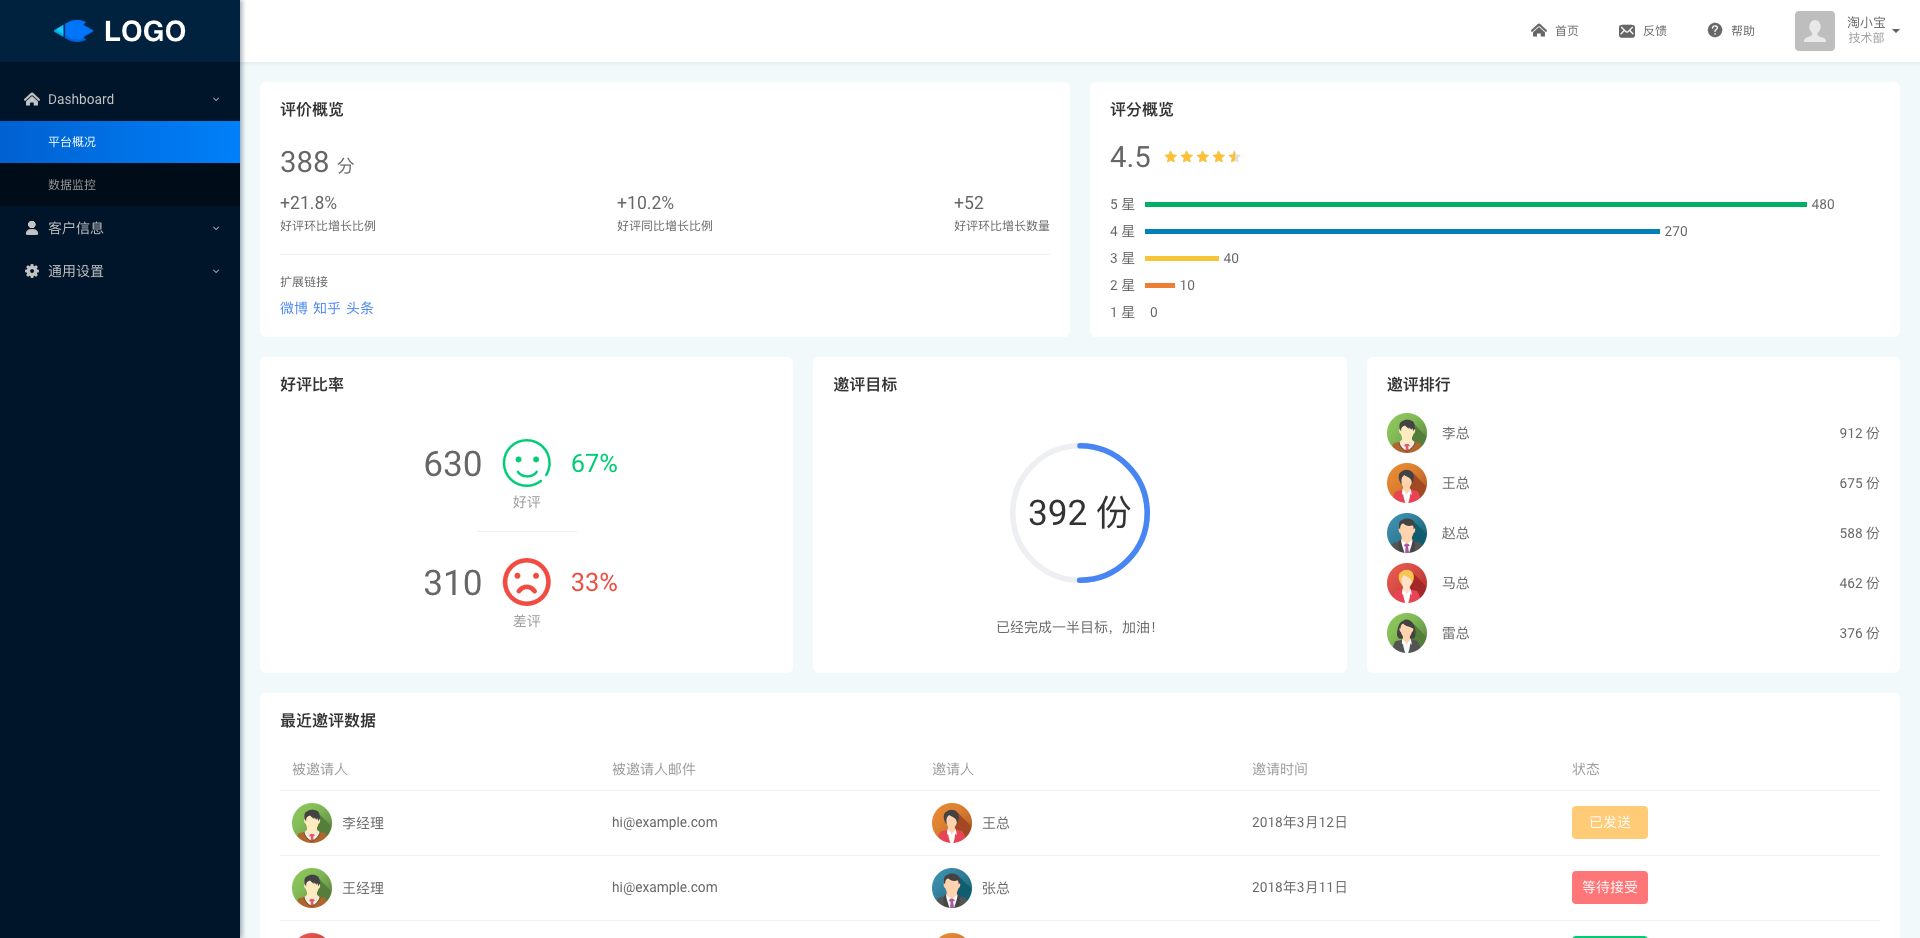 LOGO
首页
反馈
帮助
淘小宝
技术部
Dashboard
平台概况
数据监控
客户信息
通用设置
评价概览
388 分
+21.8%
好评环比增长比例
+10.2%
好评同比增长比例
+52
好评环比增长数量
扩展链接
微博 知乎 头条
评分概览
4.5
5 星 480
4 星 270
3 星 40
2 星 10
1 星 0
好评比率
630 67%
好评
310 33%
差评
邀评目标
392 份
已经完成一半目标，加油！
邀评排行
李总 912 份
王总 675 份
赵总 588 份
马总 462 份
雷总 376 份
最近邀评数据
被邀请人 被邀请人邮件 邀请人 邀请时间 状态
李经理 hi@example.com 王总 2018年3月12日 已发送
王经理 hi@example.com 张总 2018年3月11日 等待接受